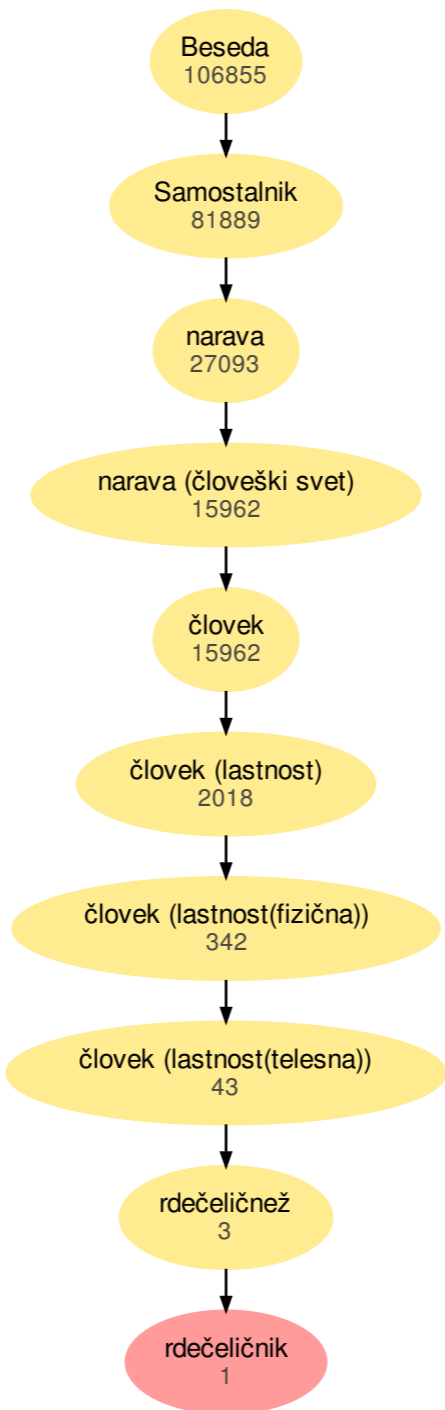 Beseda
106855
Samostalnik
81889
narava
27093
narava (človeški svet)
15962
človek
15962
človek (lastnost)
2018
človek (lastnost(fizična))
342
človek (lastnost(telesna))
43
rdečeličnež
3
rdečeličnik
1